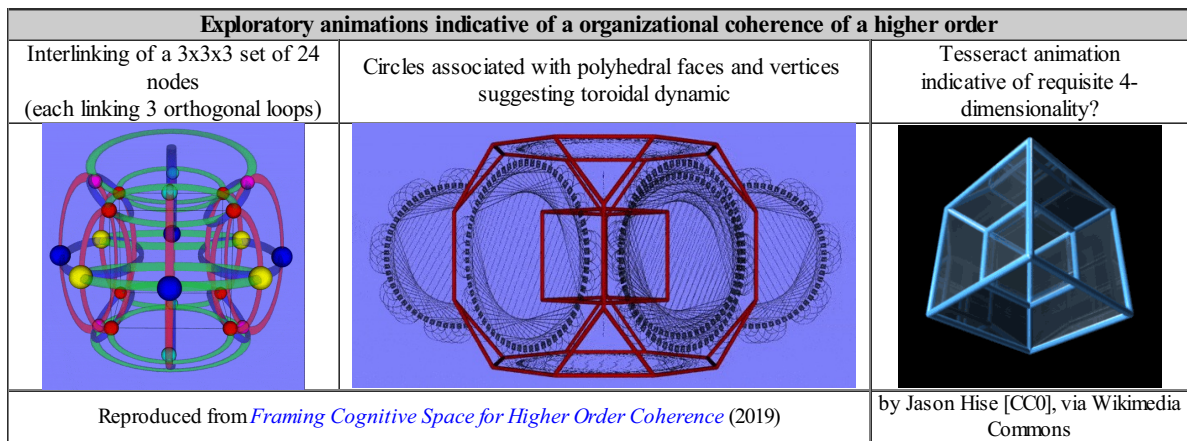 Exploratory animations indicative of a organizational coherence of a higher order
Interlinking of a 3x3x3 set of 24
nodes
(each linking 3 orthogonal loops)
Circles associated with polyhedral faces and vertices
suggesting toroidal dynamic
Tesseract animation
indicative of requisite 4-
dimensionality?
Reproduced from Framing Cognitive Space for Higher Order Coherence (2019)
by Jason Hise [CC0], via Wikimedia
Commons